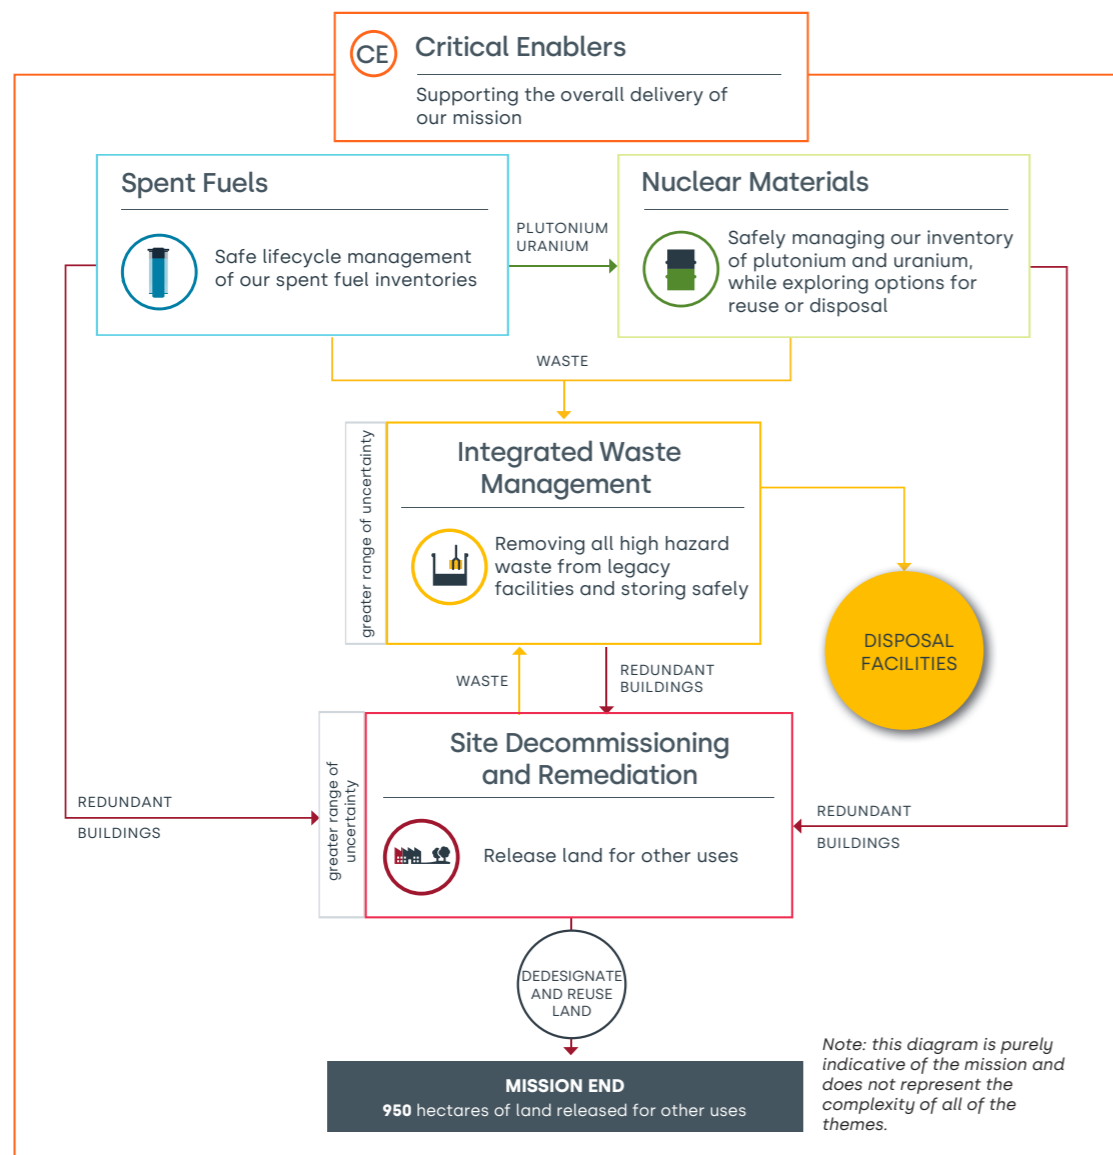 CE
Critical Enablers
Supporting the overall delivery of
our mission
Spent Fuels
Safe lifecycle management
of our spent fuel inventories
PLUTONIUM
URANIUM
Nuclear Materials
Safely managing our inventory
of plutonium and uranium,
while exploring options for
reuse or disposal
WASTE
greater range of uncertainty
Integrated Waste
Management
Removing all high hazard
waste from legacy
facilities and storing safely
DISPOSAL
FACILITIES
WASTE
REDUNDANT
BUILDINGS
greater range of
uncertainty
Site Decommissioning
and Remediation
Release land for other uses
REDUNDANT
BUILDINGS
REDUNDANT
BUILDINGS
DEDESIGNATE
AND REUSE
LAND
MISSION END
950 hectares of land released for other uses
Note: this diagram is purely
indicative of the mission and
does not represent the
complexity of all of the
themes.